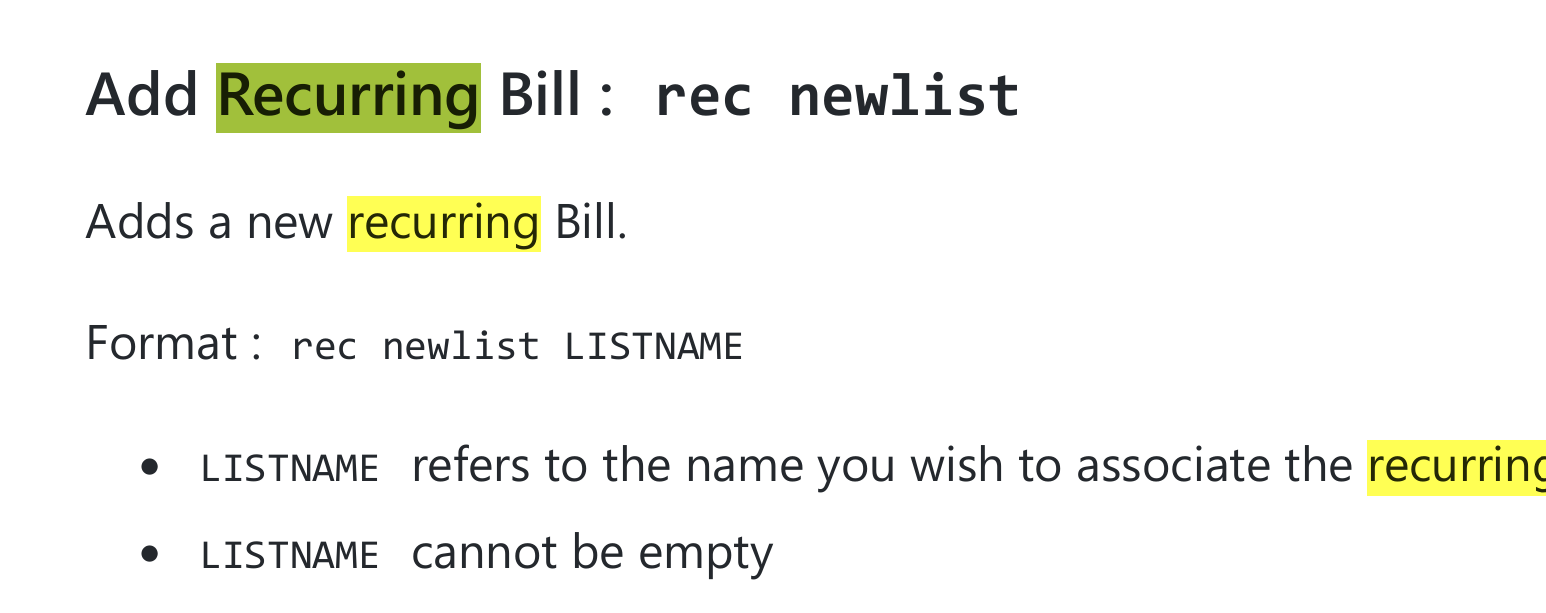 Add Recurring Bill : rec newlist
Adds a new recurring Bill.
Format : rec newlist LISTNAME
• LISTNAME refers to the name you wish to associate the recurring
• LISTNAME cannot be empty